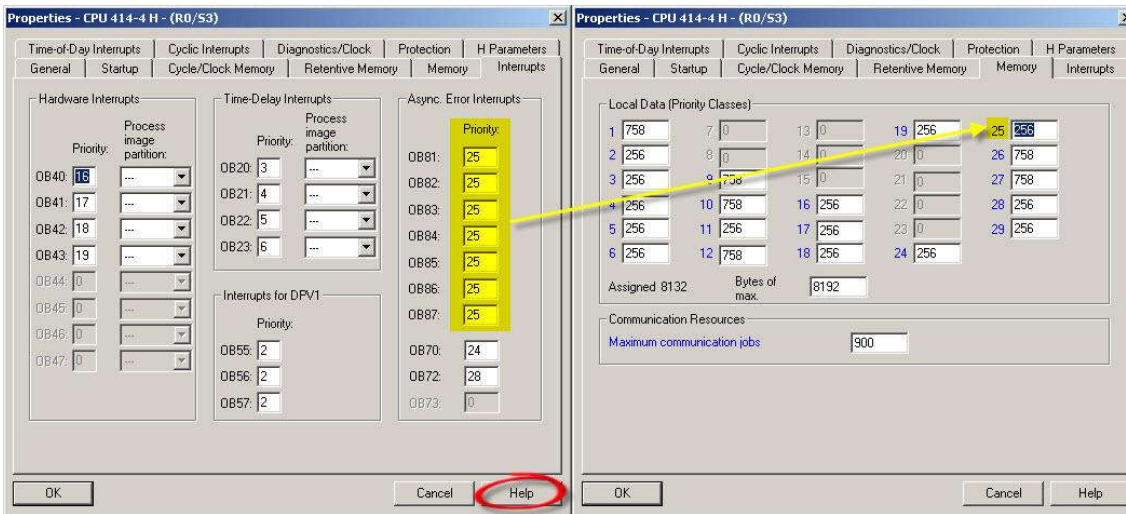 Properties - CPU 414-4 H - (R0/S3)
Time-of-Day Interrupts Cyclic Interrupts Diagnostics/Clock Protection H Parameters
General Startup Cycle/Clock Memory Retentive Memory Memory Interrupts
Hardware Interrupts
Priority: Process image partition:
OB40: 16 ---
OB41: 17 ---
OB42: 18 ---
OB43: 19 ---
OB44: 0 ---
OB45: 0 ---
OB46: 0 ---
OB47: 0 ---
Time-Delay Interrupts
Priority: Process image partition:
OB20: 3 ---
OB21: 4 ---
OB22: 5 ---
OB23: 6 ---
Interrupts for DPV1
Priority:
OB55: 2
OB56: 2
OB57: 2
Async. Error Interrupts
Priority:
OB81: 25
OB82: 25
OB83: 25
OB84: 25
OB85: 25
OB86: 25
OB87: 25
OB70: 24
OB72: 28
OB73: 0
OK Cancel Help
Properties - CPU 414-4 H - (R0/S3)
Time-of-Day Interrupts Cyclic Interrupts Diagnostics/Clock Protection H Parameters
General Startup Cycle/Clock Memory Retentive Memory Memory Interrupts
Local Data (Priority Classes)
1 758 7 0 13 0 19 256 25 256
2 256 8 0 14 0 20 0 26 758
3 256 9 758 15 0 21 0 27 758
4 256 10 758 16 256 22 0 28 256
5 256 11 256 17 256 23 0 29 256
6 256 12 758 18 256 24 256
Assigned 8132 Bytes of max. 8192
Communication Resources
Maximum communication jobs 900
OK Cancel Help